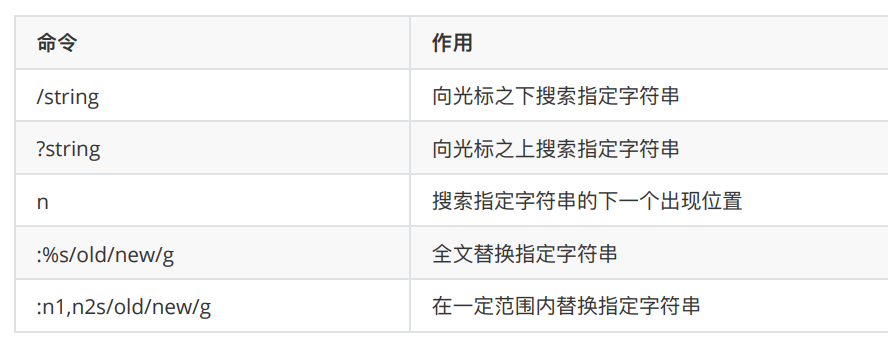 命令 作用
/string 向光标之下搜索指定字符串
?string 向光标之上搜索指定字符串
n 搜索指定字符串的下一个出现位置
:%s/old/new/g 全文替换指定字符串
:n1,n2s/old/new/g 在一定范围内替换指定字符串